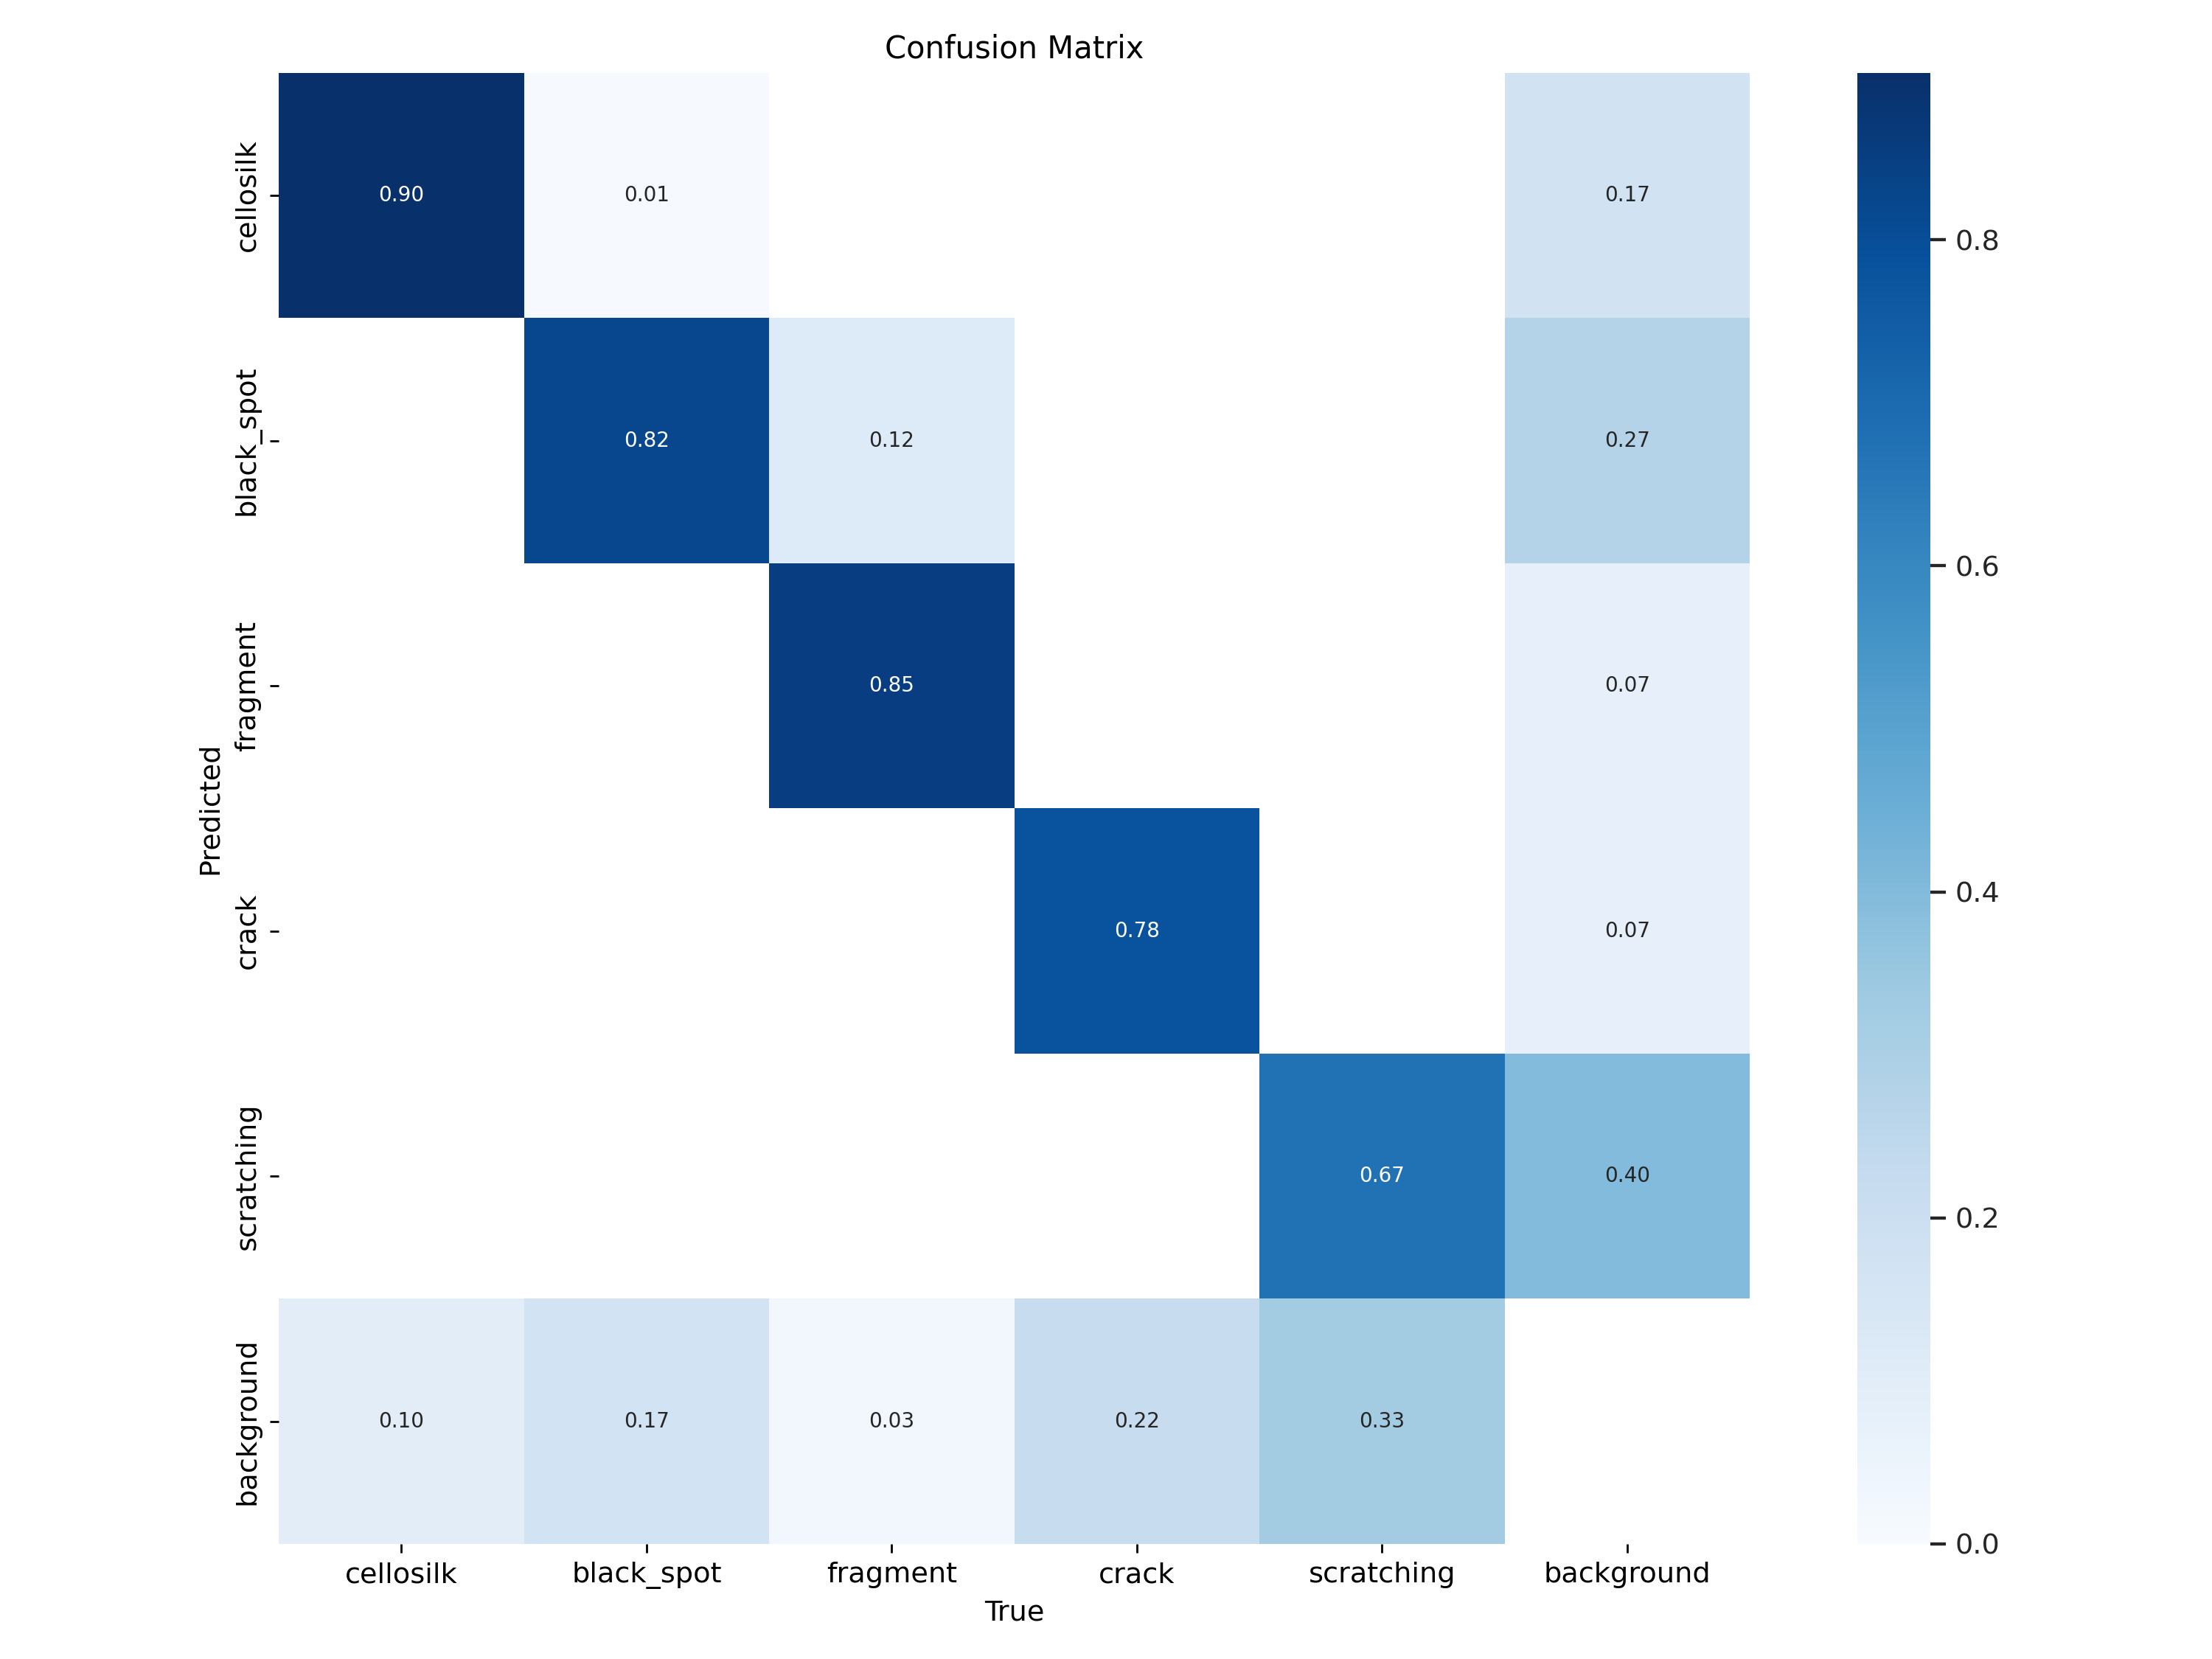 Confusion Matrix
cellosilk 0.90 0.01 0.17
black_spot 0.82 0.12 0.27
fragment 0.85 0.07
crack 0.78 0.07
scratching 0.67 0.40
background 0.10 0.17 0.03 0.22 0.33
Predicted
cellosilk black_spot fragment crack scratching background
True
0.8
0.6
0.4
0.2
0.0